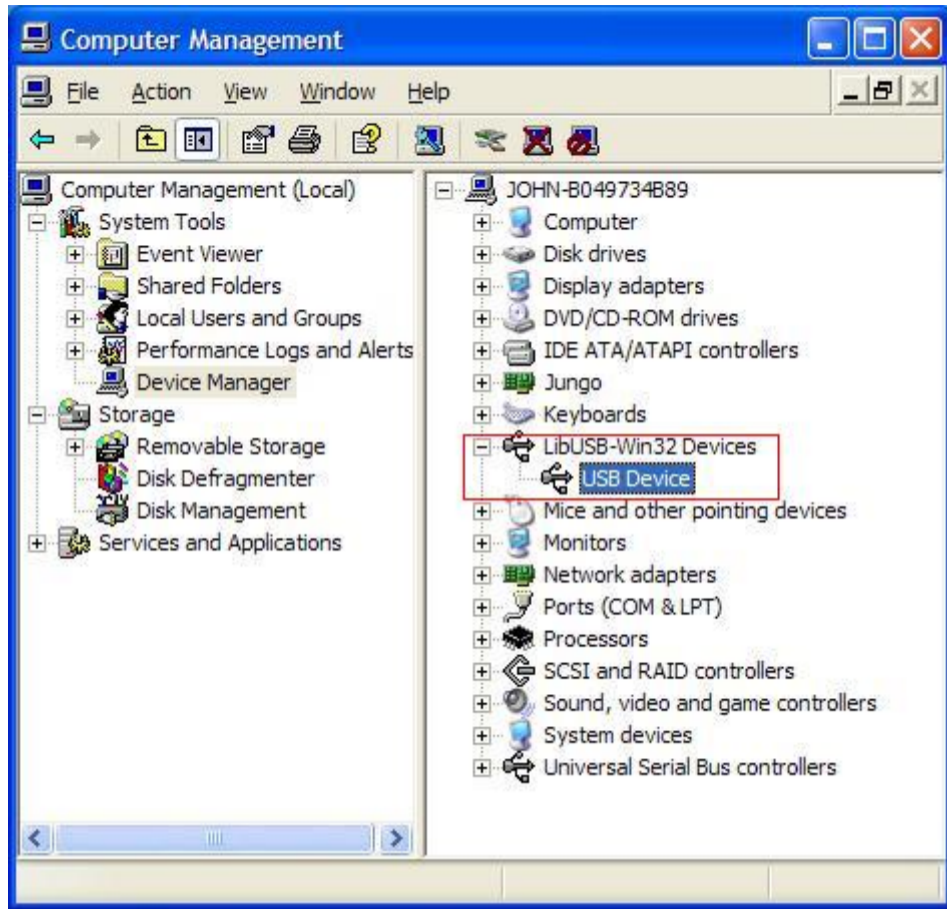 Computer Management
File Action View Window Help
Computer Management (Local)
System Tools
Event Viewer
Shared Folders
Local Users and Groups
Performance Logs and Alerts
Device Manager
Storage
Removable Storage
Disk Defragmenter
Disk Management
Services and Applications
JOHN-B049734B89
Computer
Disk drives
Display adapters
DVD/CD-ROM drives
IDE ATA/ATAPI controllers
Jungo
Keyboards
LibUSB-Win32 Devices
USB Device
Mice and other pointing devices
Monitors
Network adapters
Ports (COM & LPT)
Processors
SCSI and RAID controllers
Sound, video and game controllers
System devices
Universal Serial Bus controllers